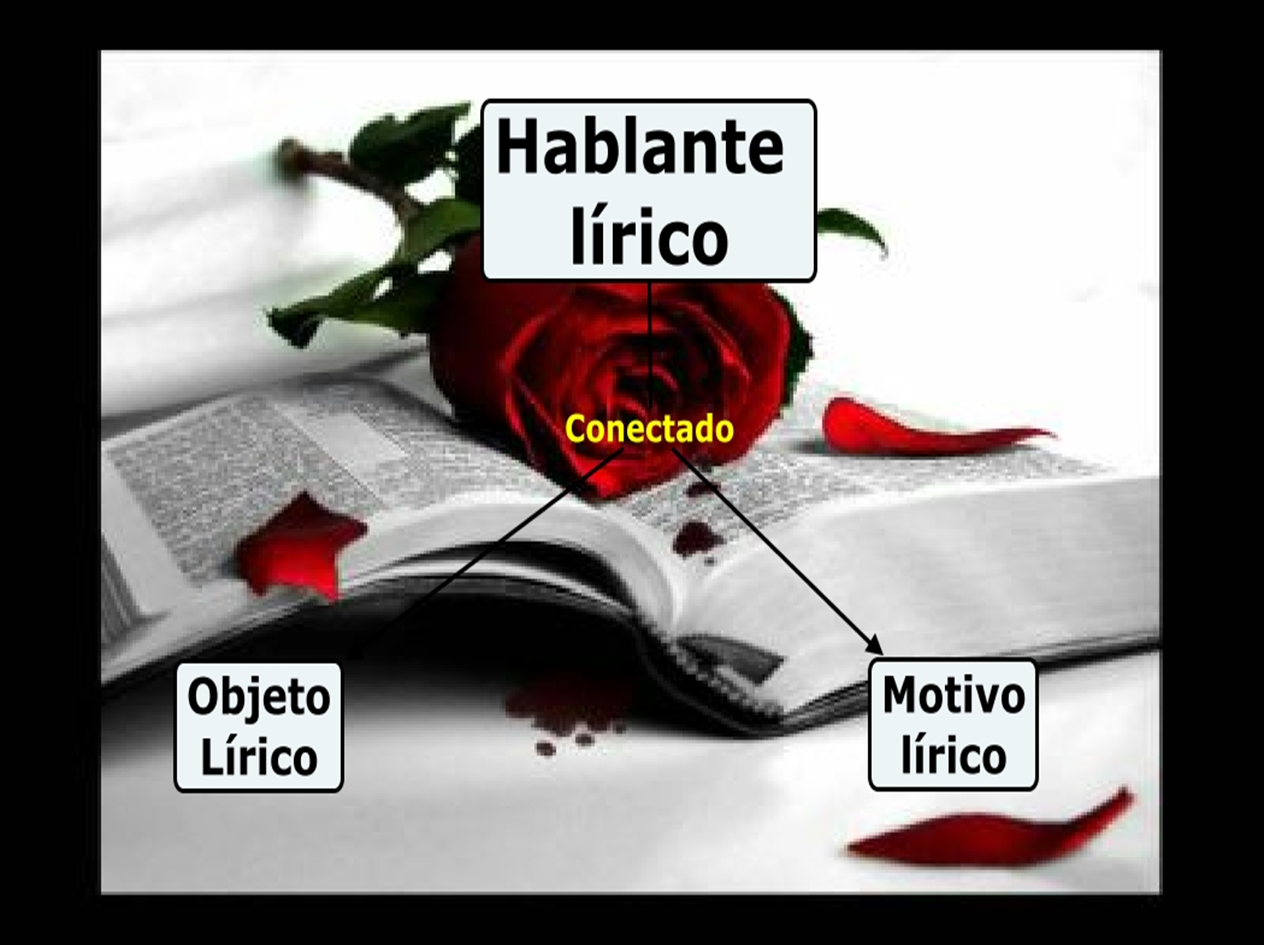 Hablante
lírico
Conectado
Objeto
Lírico
Motivo
lírico